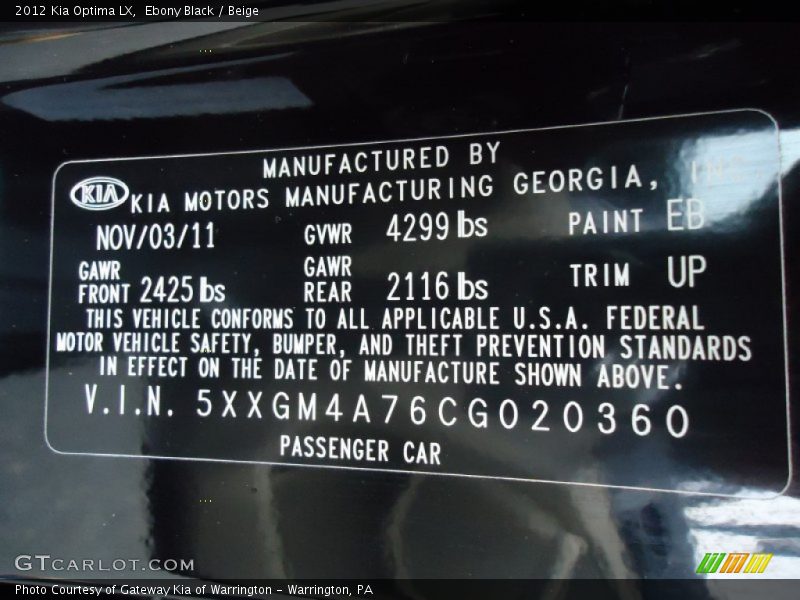 2012 Kia Optima LX, Ebony Black / Beige
MANUFACTURED BY
KIA KIA MOTORS MANUFACTURING GEORGIA, INC.
NOV/03/11 GVWR 4299 lbs PAINT EB
GAWR FRONT 2425 lbs GAWR REAR 2116 lbs TRIM UP
THIS VEHICLE CONFORMS TO ALL APPLICABLE U.S.A. FEDERAL
MOTOR VEHICLE SAFETY, BUMPER, AND THEFT PREVENTION STANDARDS
IN EFFECT ON THE DATE OF MANUFACTURE SHOWN ABOVE.
V.I.N. 5XXGM4A76CG020360
PASSENGER CAR
GTCARLOT.COM
Photo Courtesy of Gateway Kia of Warrington - Warrington, PA